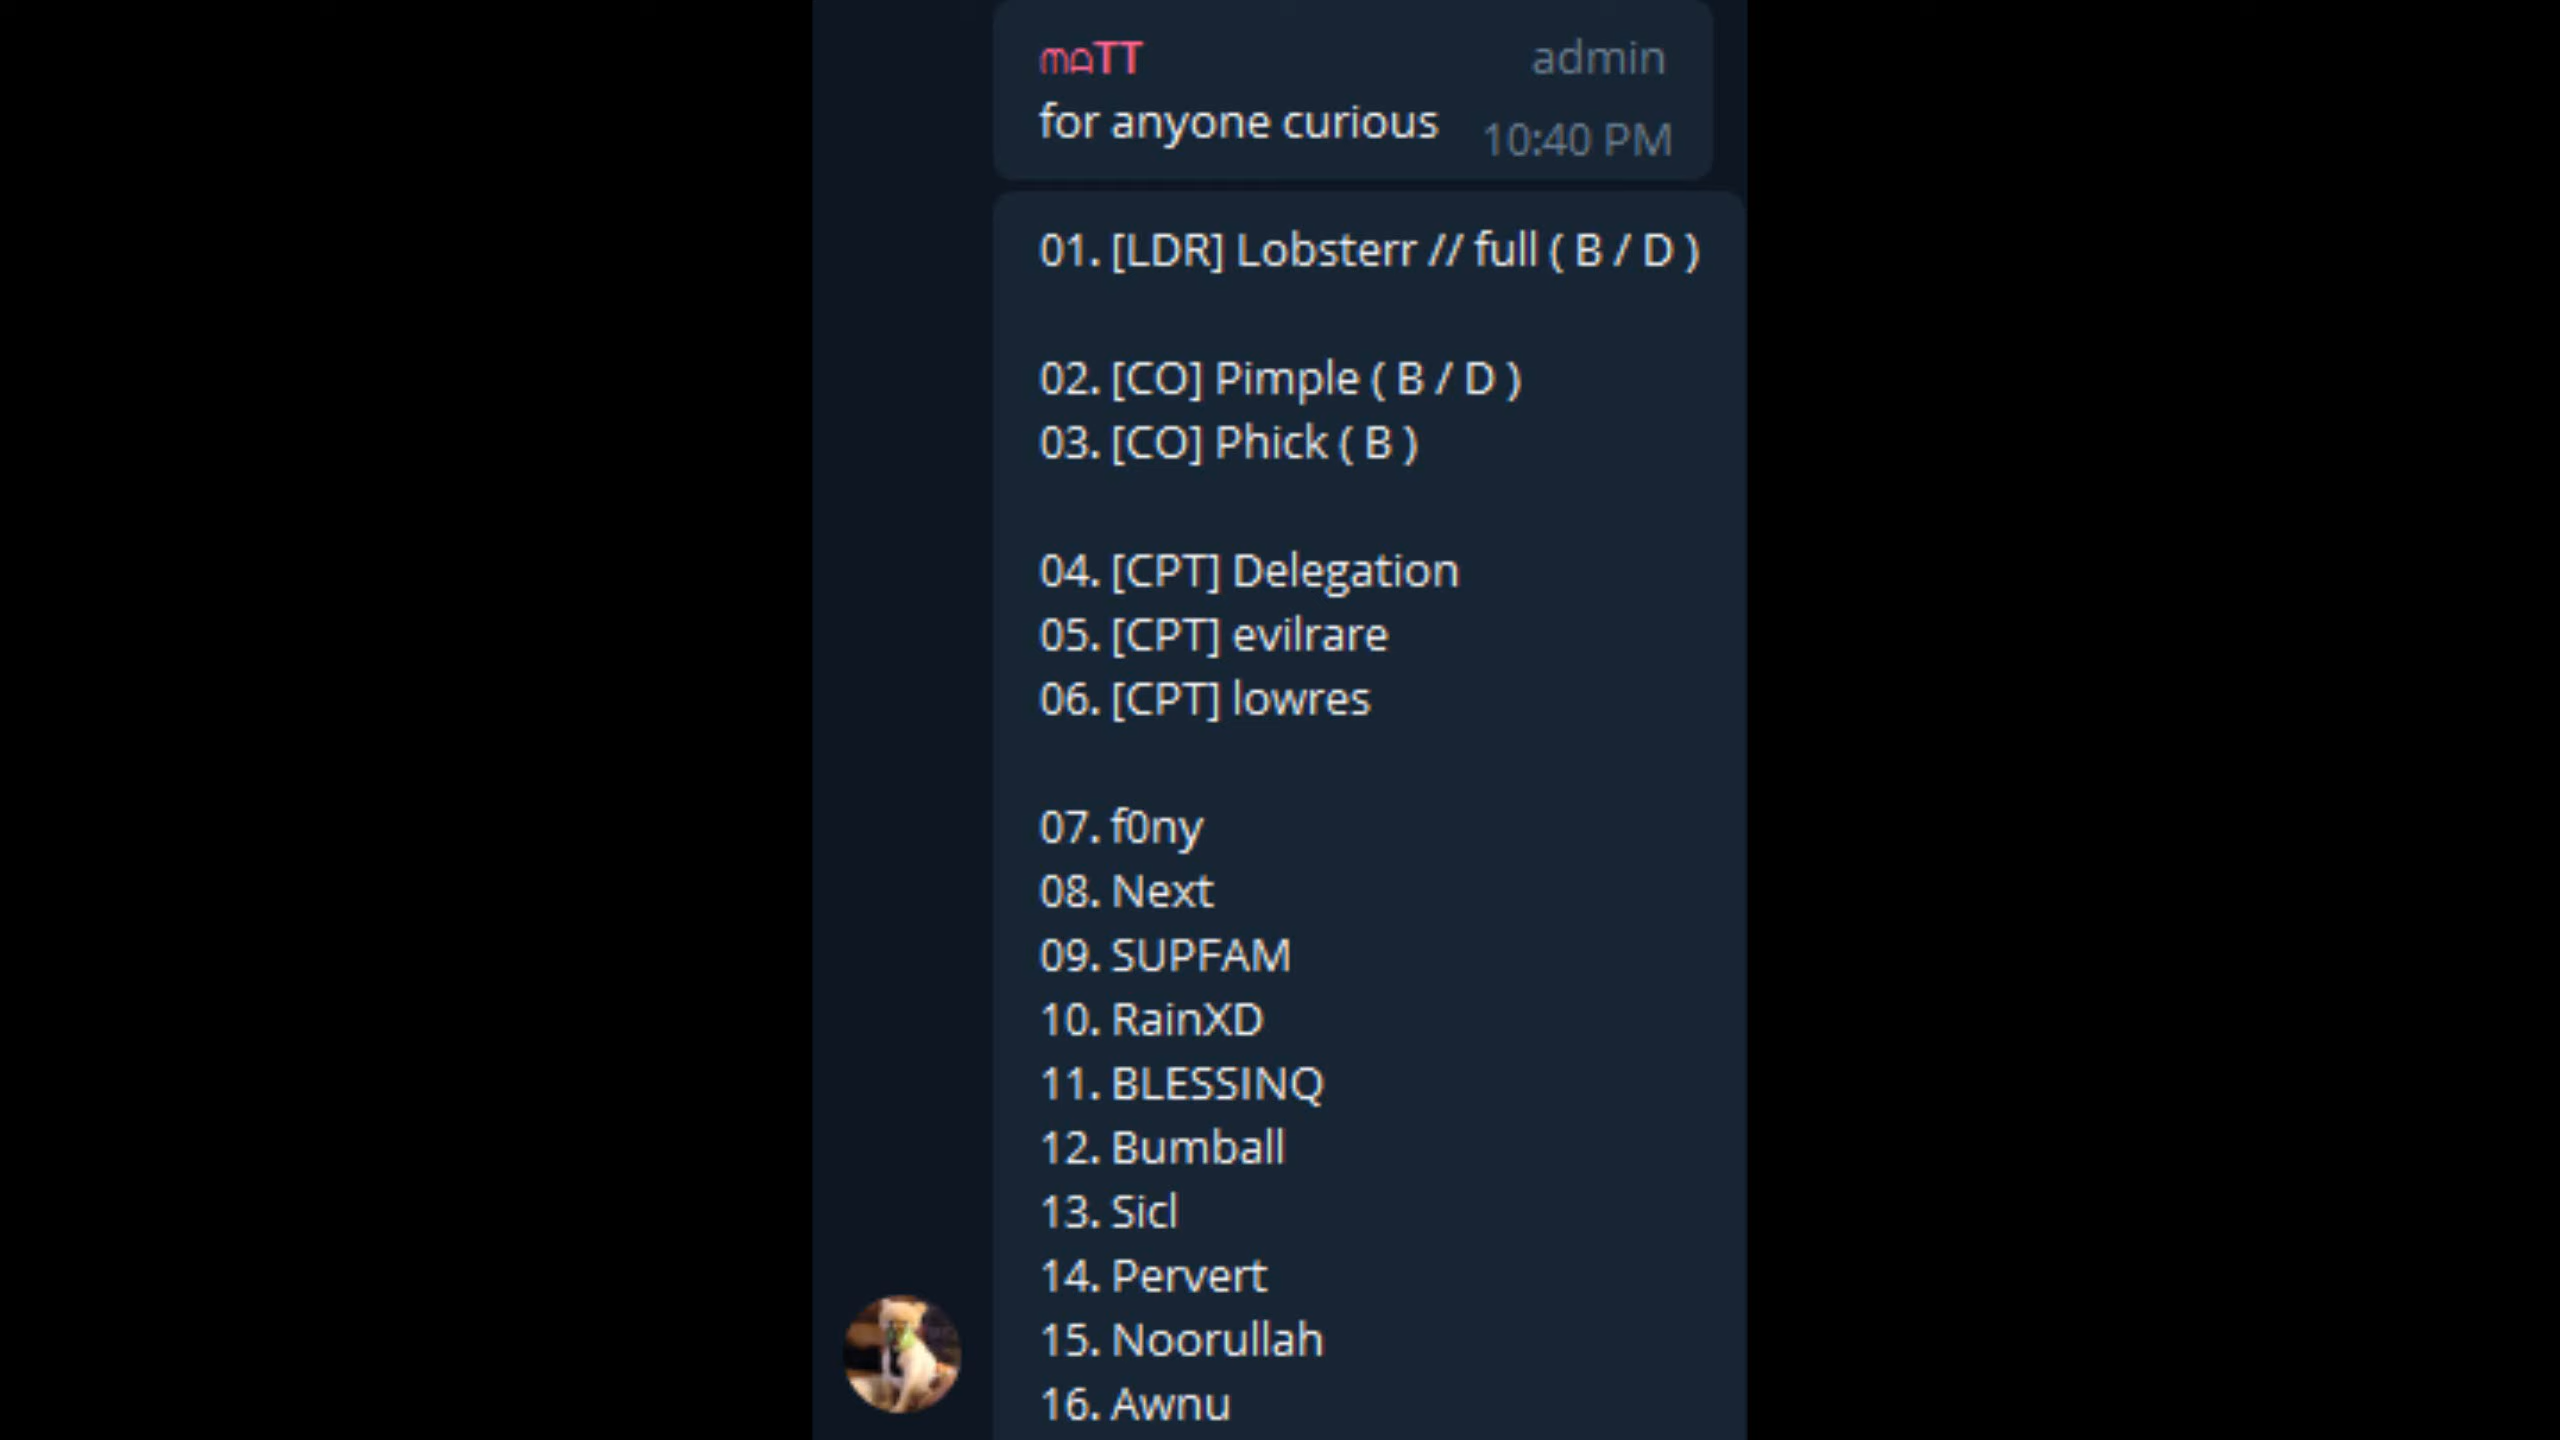 maTT admin
for anyone curious 10:40 PM
01. [LDR] Lobsterr // full ( B / D )
02. [CO] Pimple ( B / D )
03. [CO] Phick ( B )
04. [CPT] Delegation
05. [CPT] evilrare
06. [CPT] lowres
07. f0ny
08. Next
09. SUPFAM
10. RainXD
11. BLESSINQ
12. Bumball
13. Sicl
14. Pervert
15. Noorullah
16. Awnu